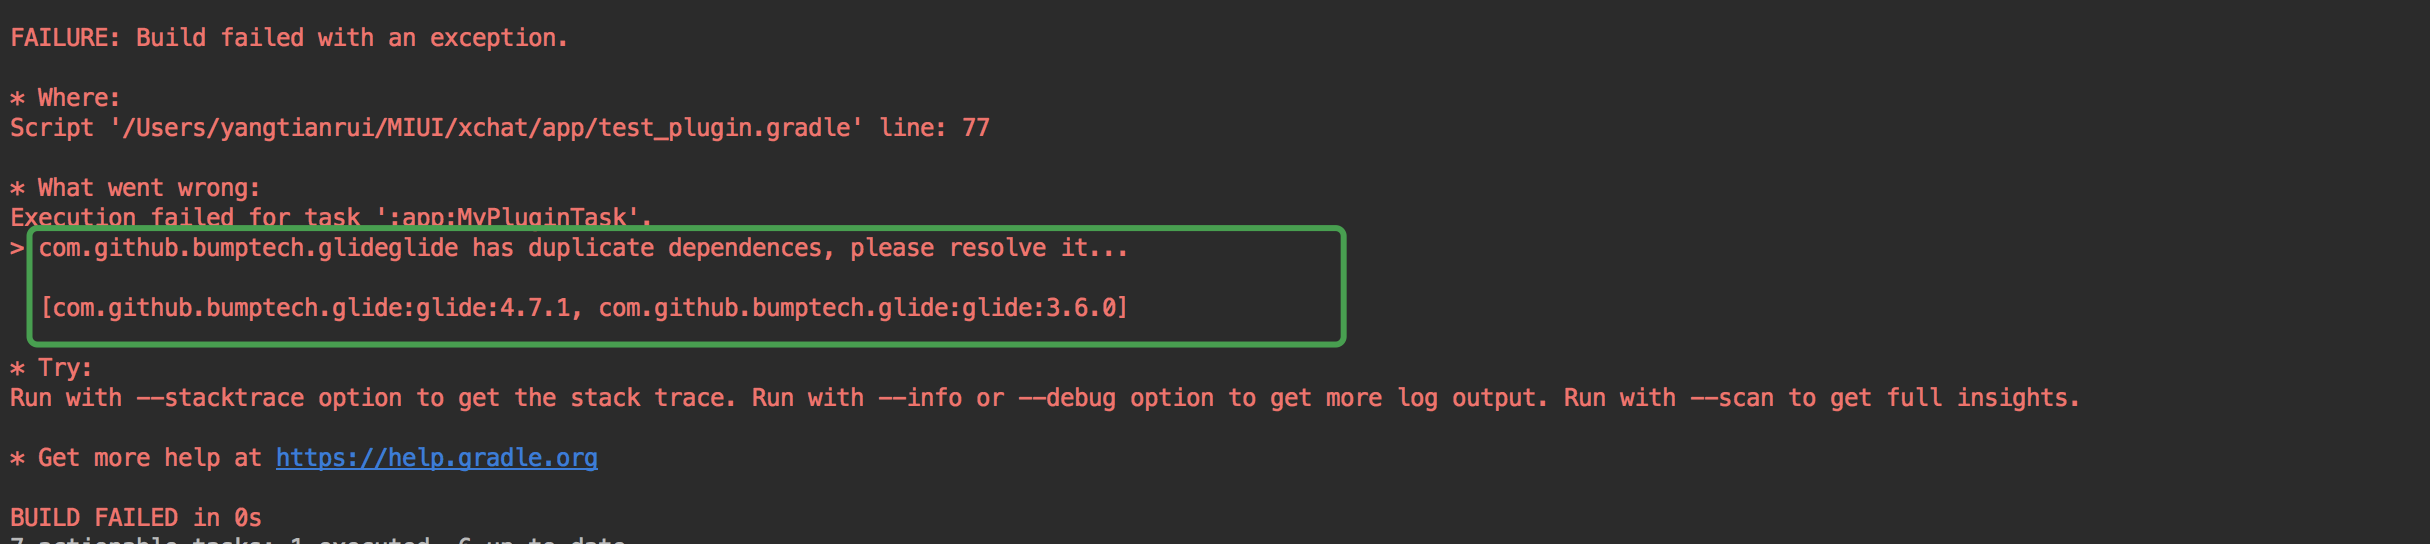 FAILURE: Build failed with an exception.
* Where:
Script '/Users/yangtianrui/MIUI/xchat/app/test_plugin.gradle' line: 77
* What went wrong:
Execution failed for task ':app:MyPluginTask'.
> com.github.bumptech.glideglide has duplicate dependences, please resolve it...
[com.github.bumptech.glide:glide:4.7.1, com.github.bumptech.glide:glide:3.6.0]
* Try:
Run with --stacktrace option to get the stack trace. Run with --info or --debug option to get more log output. Run with --scan to get full insights.
* Get more help at https://help.gradle.org
BUILD FAILED in 0s
7 actionable tasks: 1 executed, 6 up-to-date